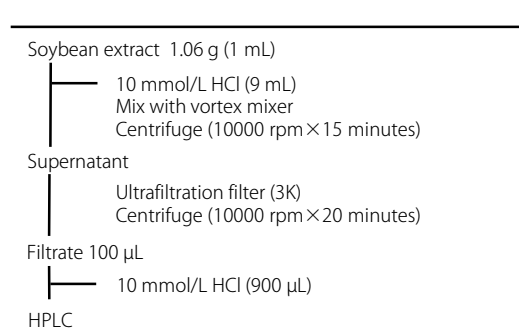 Soybean extract 1.06 g (1 mL)
10 mmol/L HCl (9 mL)
Mix with vortex mixer
Centrifuge (10000 rpm×15 minutes)
Supernatant
Ultrafiltration filter (3K)
Centrifuge (10000 rpm×20 minutes)
Filtrate 100 μL
10 mmol/L HCl (900 μL)
HPLC